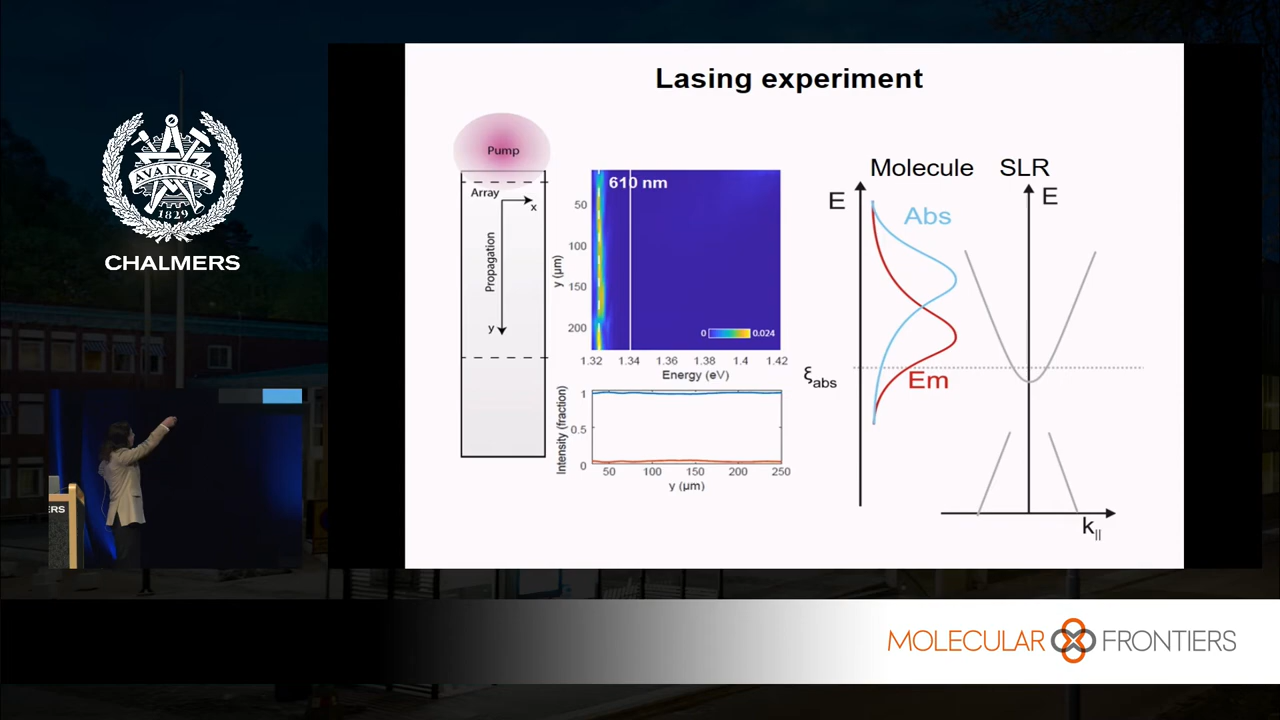 AVANCEZ
1829
CHALMERS
ERS
Lasing experiment
Pump
Array
x
Propagation
y
610 nm
y (µm)
50
100
150
200
0
0.024
1.32
1.34
1.36
1.38
1.4
1.42
Energy (eV)
Intensity (fraction)
1
0.5
0
50
100
150
200
250
y (µm)
Molecule
SLR
E
E
Abs
Em
ξabs
k||
MOLECULAR FRONTIERS